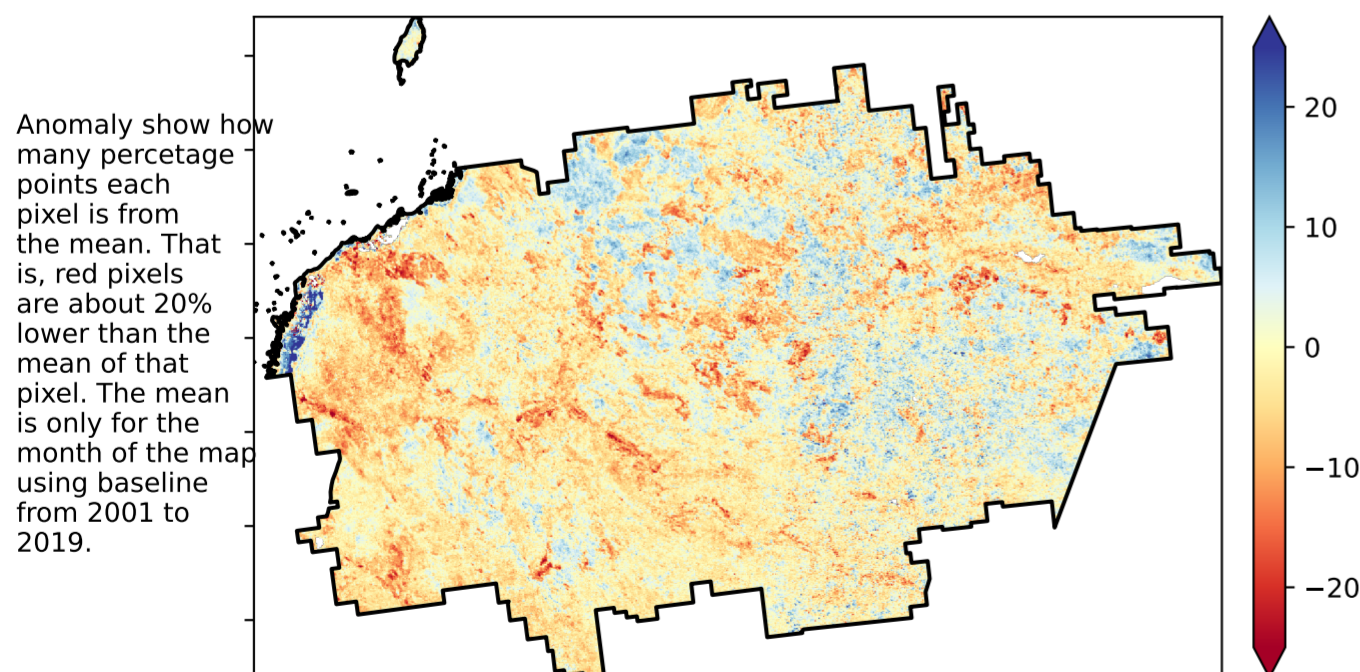 Anomaly show how
many percetage
points each
pixel is from
the mean. That
is, red pixels
are about 20%
lower than the
mean of that
pixel. The mean
is only for the
month of the map
using baseline
from 2001 to
2019.
20
10
0
−10
−20